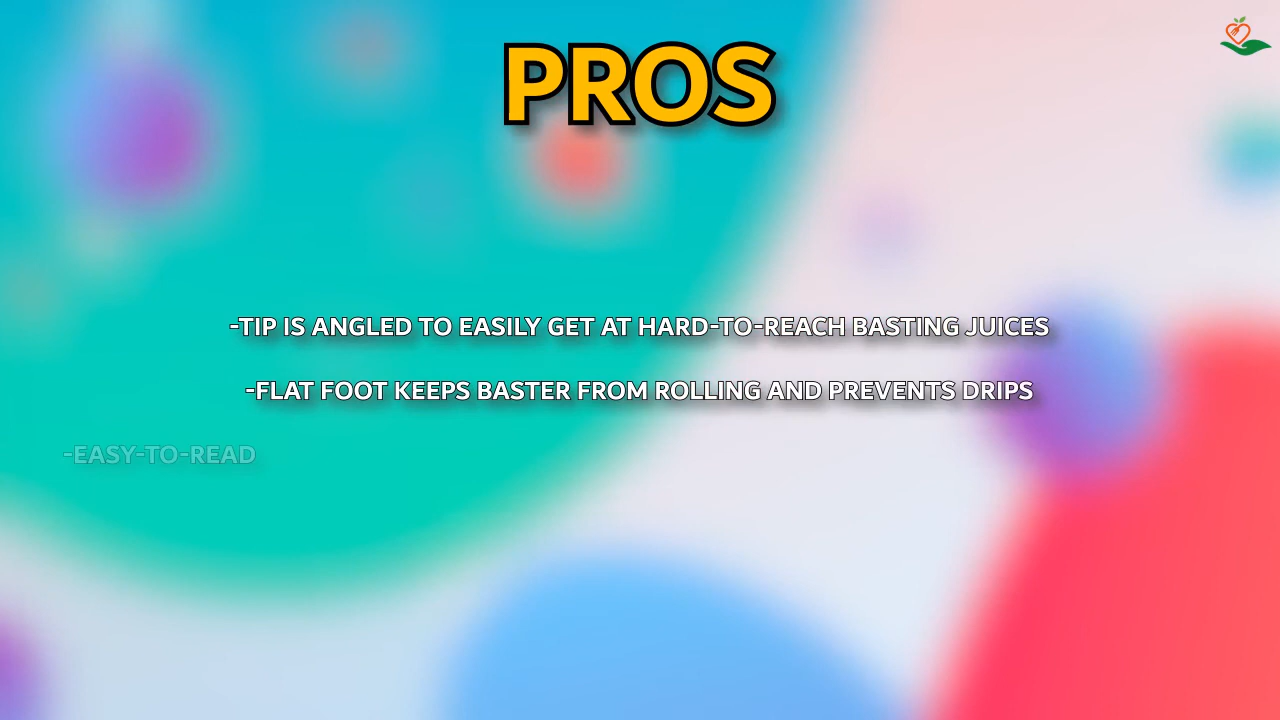 PROS
-TIP IS ANGLED TO EASILY GET AT HARD-TO-REACH BASTING JUICES
-FLAT FOOT KEEPS BASTER FROM ROLLING AND PREVENTS DRIPS
-EASY-TO-READ